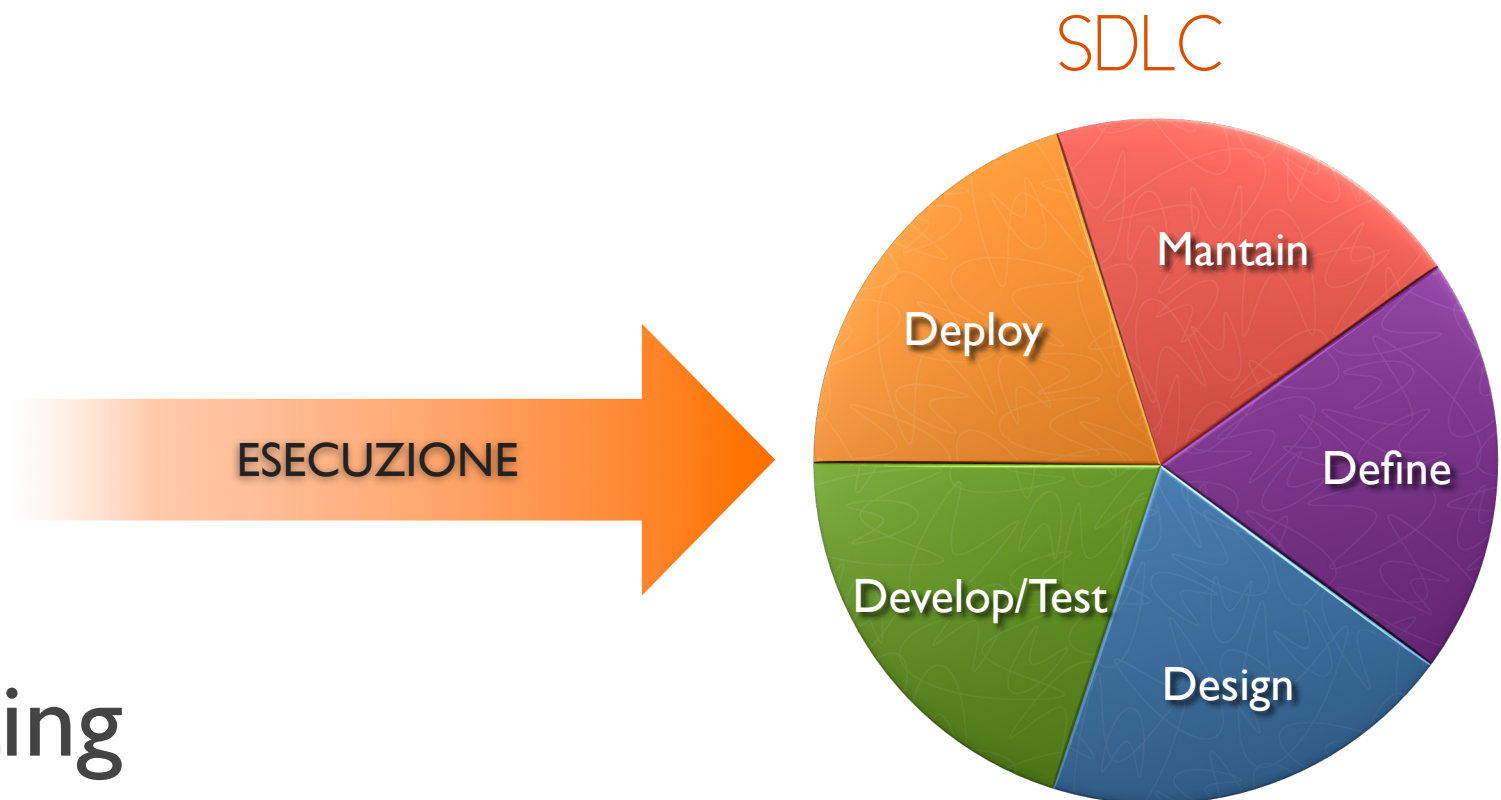 SDLC
Mantain
Deploy
ESECUZIONE
Define
Develop/Test
Design
ing